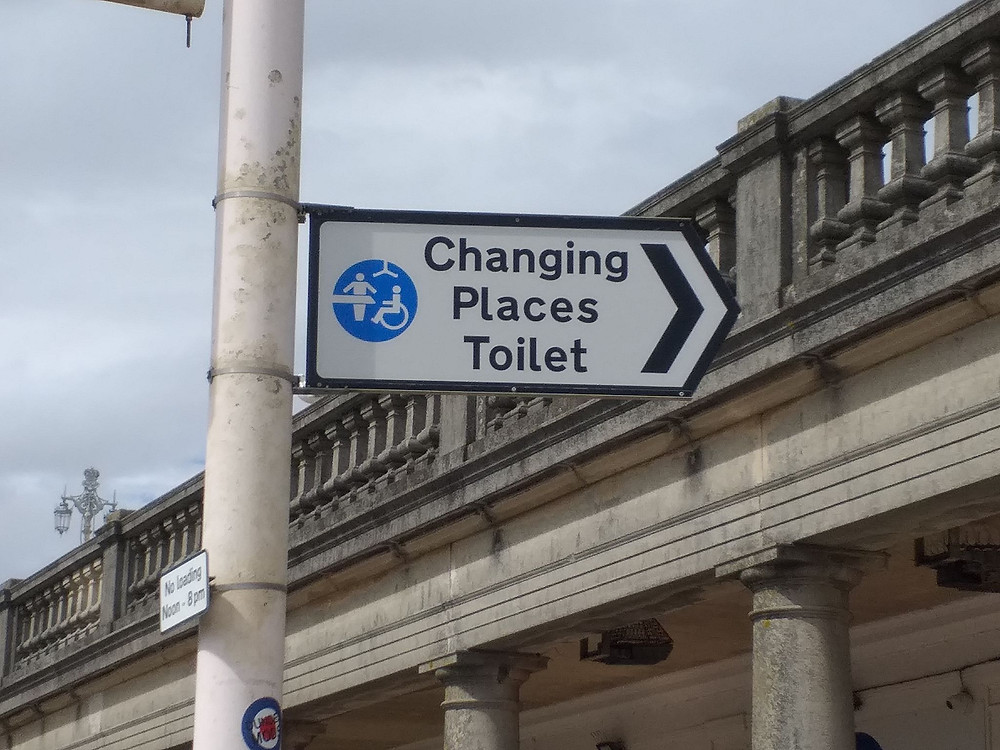 Changing
Places
Toilet
No loading
Noon - 8 pm